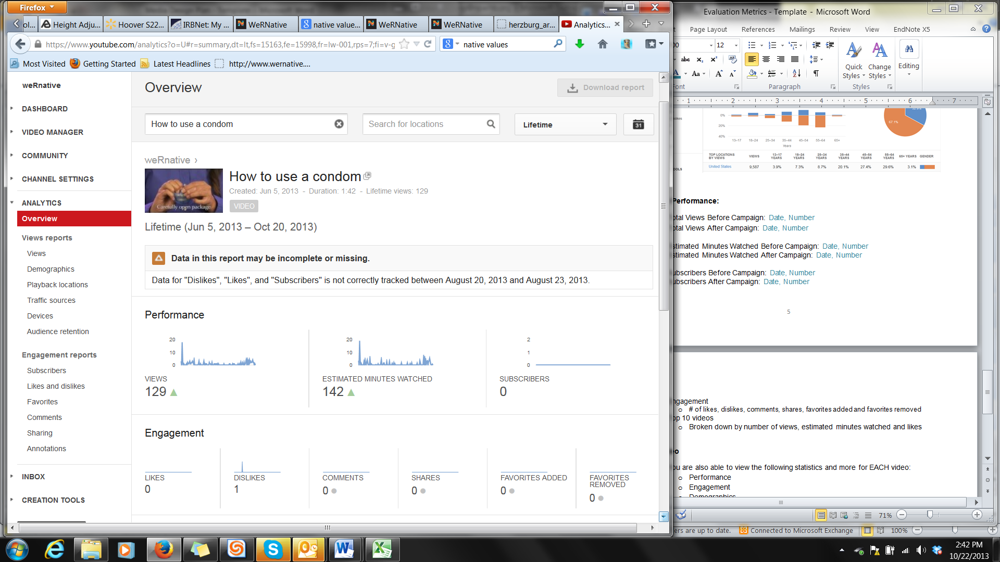 Firefox
ol...
Height Adju...
Hoover S22...
IRBNet: My ...
WeRNative
native value...
WeRNative
WeRNative
herzburg_ar...
Analytics...
https://www.youtube.com/analytics?o=U#r=summary,dt=lt,fs=15163,fe=15998,fr=lw-001,rps=7;fi=v-g
native values
Most Visited
Getting Started
Latest Headlines
http://www.wernative....
weRnative
DASHBOARD
VIDEO MANAGER
COMMUNITY
CHANNEL SETTINGS
ANALYTICS
Overview
Views reports
Views
Demographics
Playback locations
Traffic sources
Devices
Audience retention
Engagement reports
Subscribers
Likes and dislikes
Favorites
Comments
Sharing
Annotations
INBOX
CREATION TOOLS
Overview
Download report
How to use a condom
Search for locations
Lifetime
31
weRnative ›
Carefully open package
How to use a condom
Created: Jun 5, 2013 - Duration: 1:42 - Lifetime views: 129
VIDEO
Lifetime (Jun 5, 2013 – Oct 20, 2013)
Data in this report may be incomplete or missing.
Data for "Dislikes", "Likes", and "Subscribers" is not correctly tracked between August 20, 2013 and August 23, 2013.
Performance
20
10
0
VIEWS
129
20
10
0
ESTIMATED MINUTES WATCHED
142
2
1
0
SUBSCRIBERS
0
Engagement
LIKES
0
DISLIKES
1
COMMENTS
0
SHARES
0
FAVORITES ADDED
0
FAVORITES
REMOVED
0
Evaluation Metrics - Template - Microsoft Word
Page Layout References Mailings Review View EndNote X5
12
Aa
Quick
Styles
Change
Styles
Editing
ont
Paragraph
Styles
1 2 3 4 5 6 7
0%
20%
40%
13–17 18–24 25–34 35–44 45–54 55–64 65+
Years
67.1%
TOP LOCATIONS BY VIEWS VIEWS 13–17 YEARS 18–24 YEARS 25–34 YEARS 35–44 YEARS 45–54 YEARS 55–64 YEARS 65+ YEARS GENDER
United States 9,587 3.9% 7.3% 8.7% 20.1% 27.4% 29.6% 3.1%
Performance:
otal Views Before Campaign: Date, Number
otal Views After Campaign: Date, Number
stimated Minutes Watched Before Campaign: Date, Number
stimated Minutes Watched After Campaign: Date, Number
ubscribers Before Campaign: Date, Number
ubscribers After Campaign: Date, Number
5
ngagement
o # of likes, dislikes, comments, shares, favorites added and favorites removed
op 10 videos
o Broken down by number of views, estimated minutes watched and likes
eo
ou are also able to view the following statistics and more for EACH video:
o Performance
o Engagement
o Demographics
71%
ers are up to date.
Connected to Microsoft Exchange
100%
2:42 PM
10/22/2013